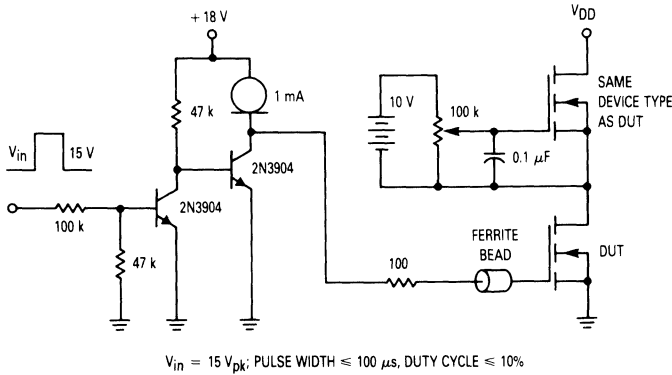 + 18 V
V_DD
47 k
1 mA
10 V
100 k
SAME
DEVICE TYPE
AS DUT
0.1 μF
V_in
15 V
2N3904
2N3904
100 k
47 k
FERRITE
BEAD
DUT
100
V_in = 15 V_pk; PULSE WIDTH ≤ 100 μs, DUTY CYCLE ≤ 10%